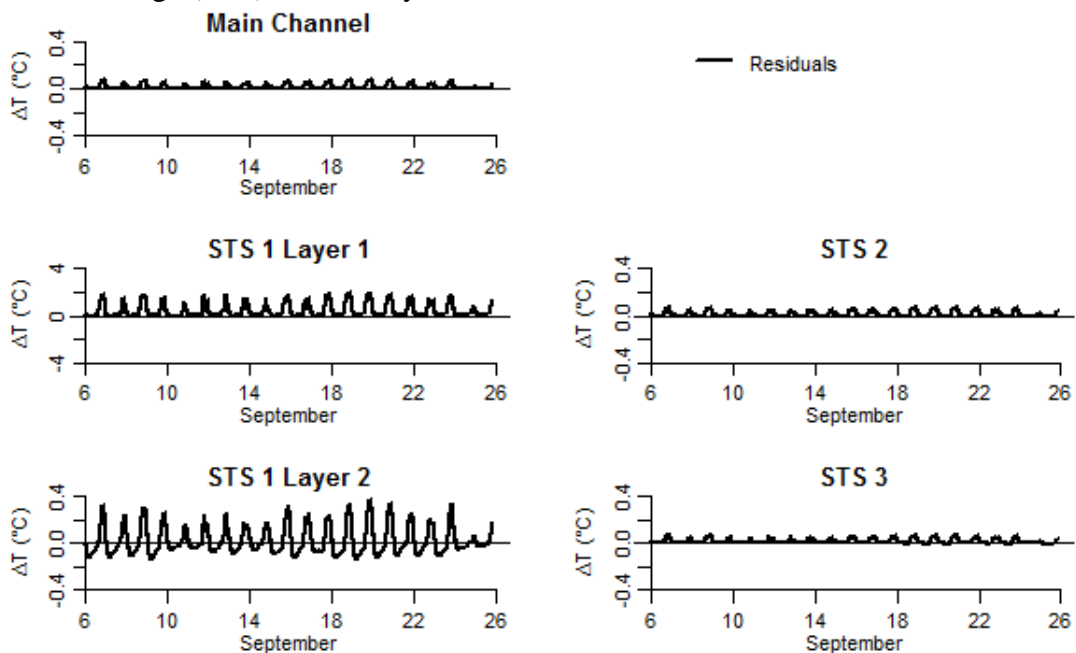 Main Channel
ΔT (°C)
0.4
0.0
-0.4
6 10 14 18 22 26
September
Residuals
STS 1 Layer 1
ΔT (°C)
4
0
-4
6 10 14 18 22 26
September
STS 2
ΔT (°C)
0.4
0.0
-0.4
6 10 14 18 22 26
September
STS 1 Layer 2
ΔT (°C)
0.4
0.0
-0.4
6 10 14 18 22 26
September
STS 3
ΔT (°C)
0.4
0.0
-0.4
6 10 14 18 22 26
September